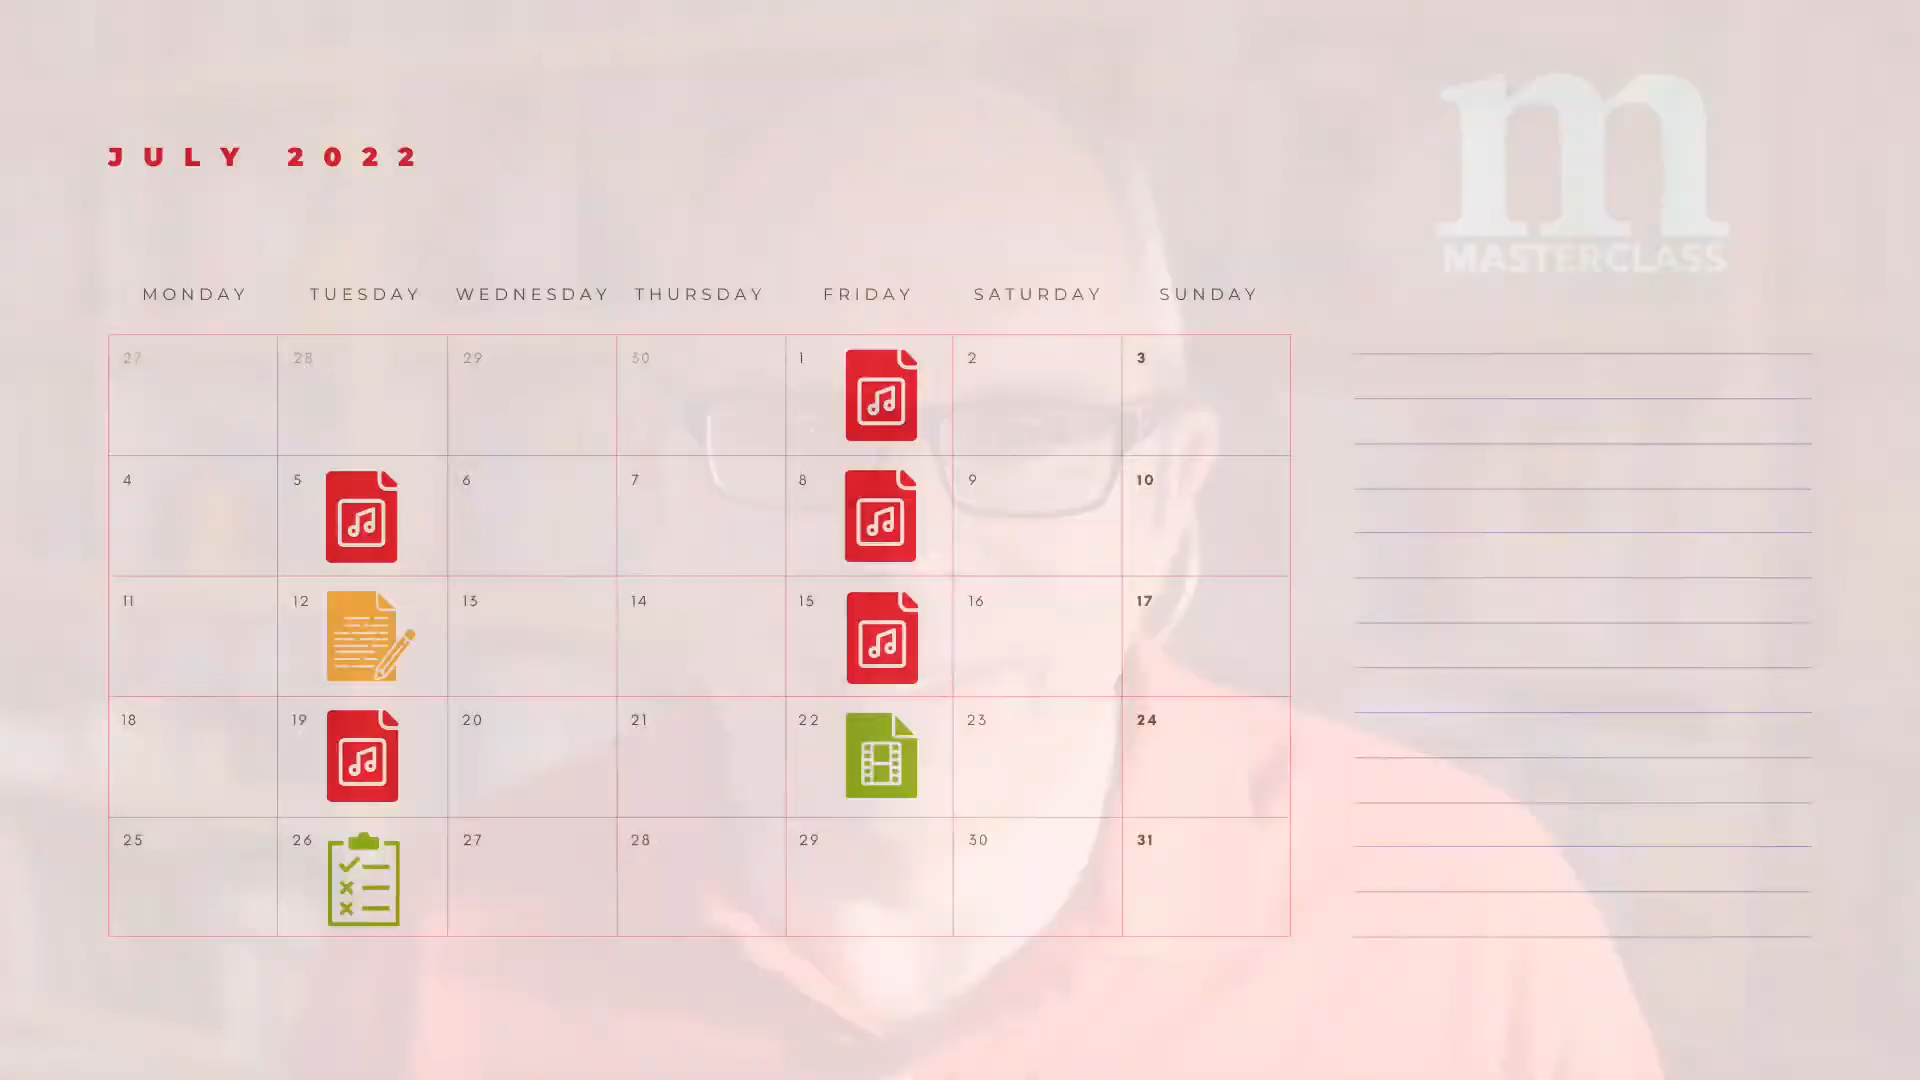 m
MASTERCLASS
JULY 2022
MONDAY TUESDAY WEDNESDAY THURSDAY FRIDAY SATURDAY SUNDAY
27 28 29 30 1 2 3
4 5 6 7 8 9 10
11 12 13 14 15 16 17
18 19 20 21 22 23 24
25 26 27 28 29 30 31